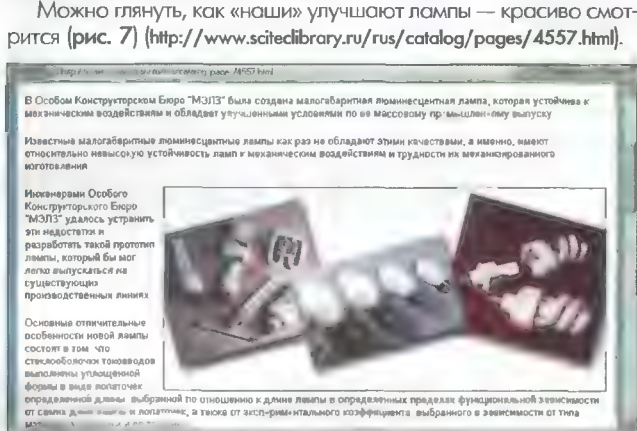 Можно глянуть, как «наши» улучшают лампы — красиво смот-
рится (рис. 7) (http://www.sciteclibrary.ru/rus/catalog/pages/4557.html).
В Особом Конструкторском Бюро "МЭЛЗ" была создана малогабаритная люминесцентная лампа, которая устойчива к
механическим воздействиям и обладает улучшенными условиями по ее массовому промышленному выпуску
Известные малогабаритные люминесцентные лампы как раз не обладают этими качествами, а именно, имеют
относительно невысокую устойчивость ламп к механическим воздействиям и трудности их механизированного
изготовления
Инженерами Особого
Конструкторского Бюро
"МЭЛЗ" удалось устранить
эти недостатки и
разработать такой прототип
лампы, который бы мог
легко выпускаться на
существующих
производственных линиях
Основные отличительные
особенности новой лампы
состоят в том что
стеклооболочки токовводов
выполнены уплощенной
формы в виде лопаточек
определенной длины выбранной по отношению к длине лампы в определенных пределах функциональной зависимости
от самих длин лампы и лопаточек, а также от экспериментального коэффициента выбранного в зависимости от типа